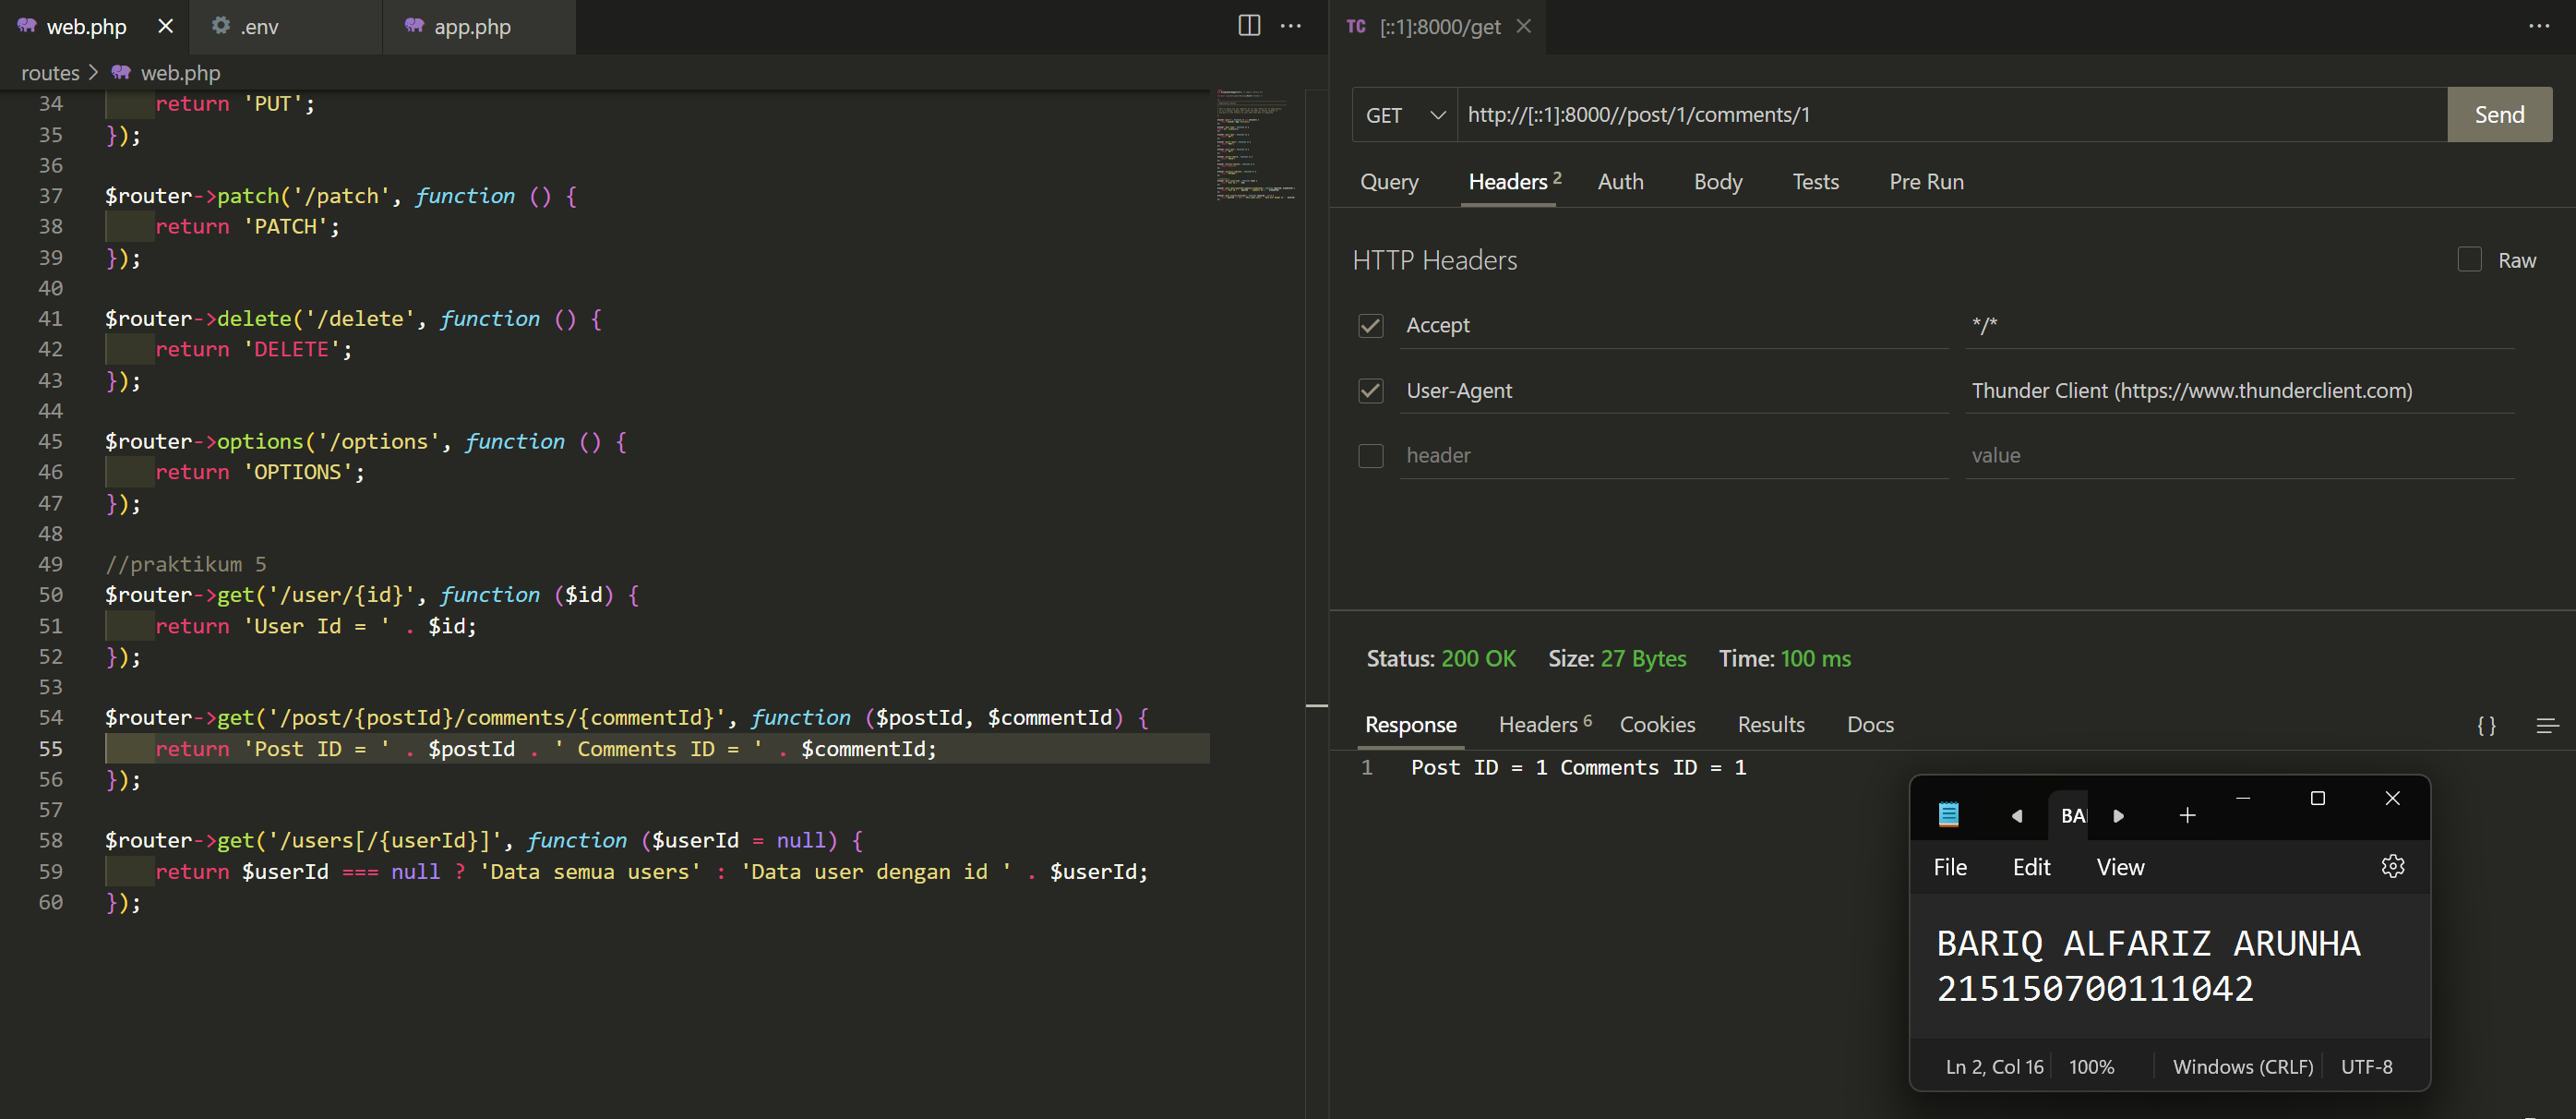 web.php
.env
app.php
routes > web.php
34 return 'PUT';
35 });
36
37 $router->patch('/patch', function () {
38 return 'PATCH';
39 });
40
41 $router->delete('/delete', function () {
42 return 'DELETE';
43 });
44
45 $router->options('/options', function () {
46 return 'OPTIONS';
47 });
48
49 //praktikum 5
50 $router->get('/user/{id}', function ($id) {
51 return 'User Id = ' . $id;
52 });
53
54 $router->get('/post/{postId}/comments/{commentId}', function ($postId, $commentId) {
55 return 'Post ID = ' . $postId . ' Comments ID = ' . $commentId;
56 });
57
58 $router->get('/users[/{userId}]', function ($userId = null) {
59 return $userId === null ? 'Data semua users' : 'Data user dengan id ' . $userId;
60 });
TC [::1]:8000/get
GET http://[::1]:8000//post/1/comments/1 Send
Query Headers 2 Auth Body Tests Pre Run
HTTP Headers Raw
Accept */*
User-Agent Thunder Client (https://www.thunderclient.com)
header value
Status: 200 OK Size: 27 Bytes Time: 100 ms
Response Headers 6 Cookies Results Docs { }
1 Post ID = 1 Comments ID = 1
BA
File Edit View
BARIQ ALFARIZ ARUNHA
215150700111042
Ln 2, Col 16 100% Windows (CRLF) UTF-8